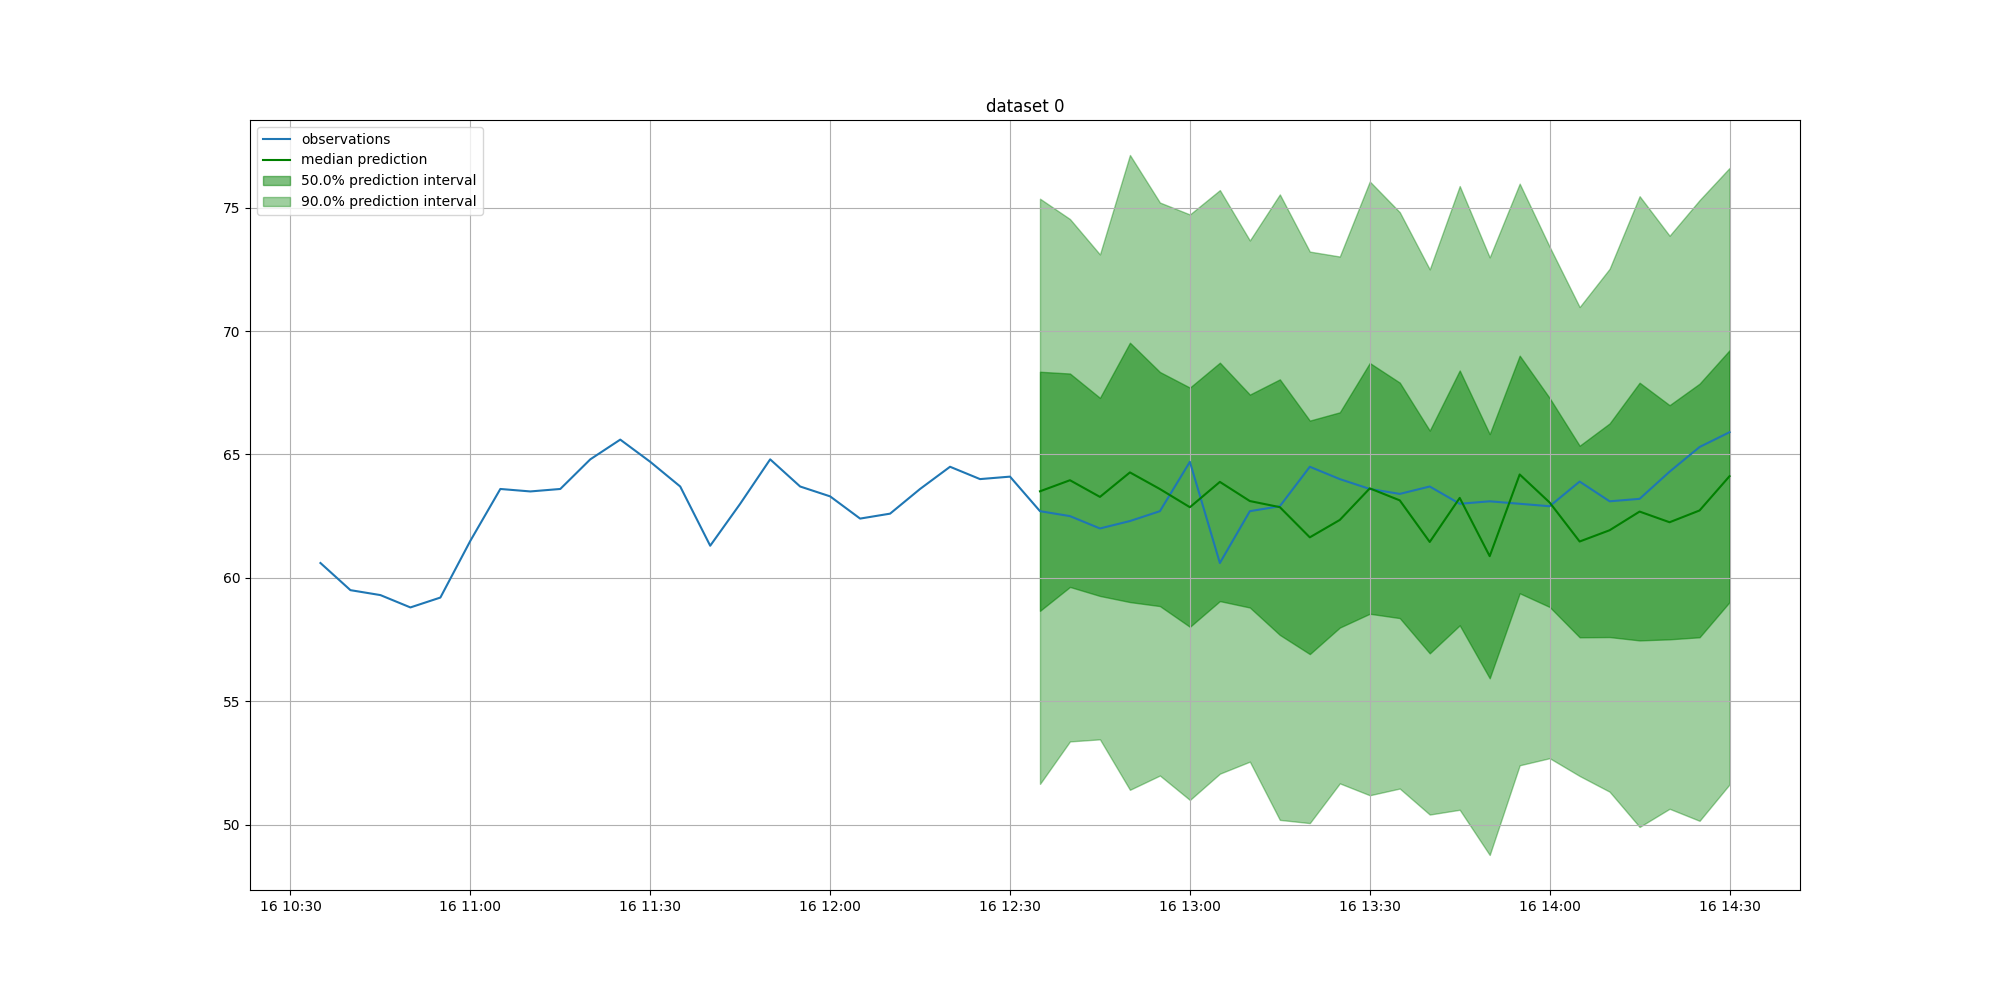 dataset 0
observations
median prediction
50.0% prediction interval
90.0% prediction interval
75
70
65
60
55
50
16 10:30 16 11:00 16 11:30 16 12:00 16 12:30 16 13:00 16 13:30 16 14:00 16 14:30